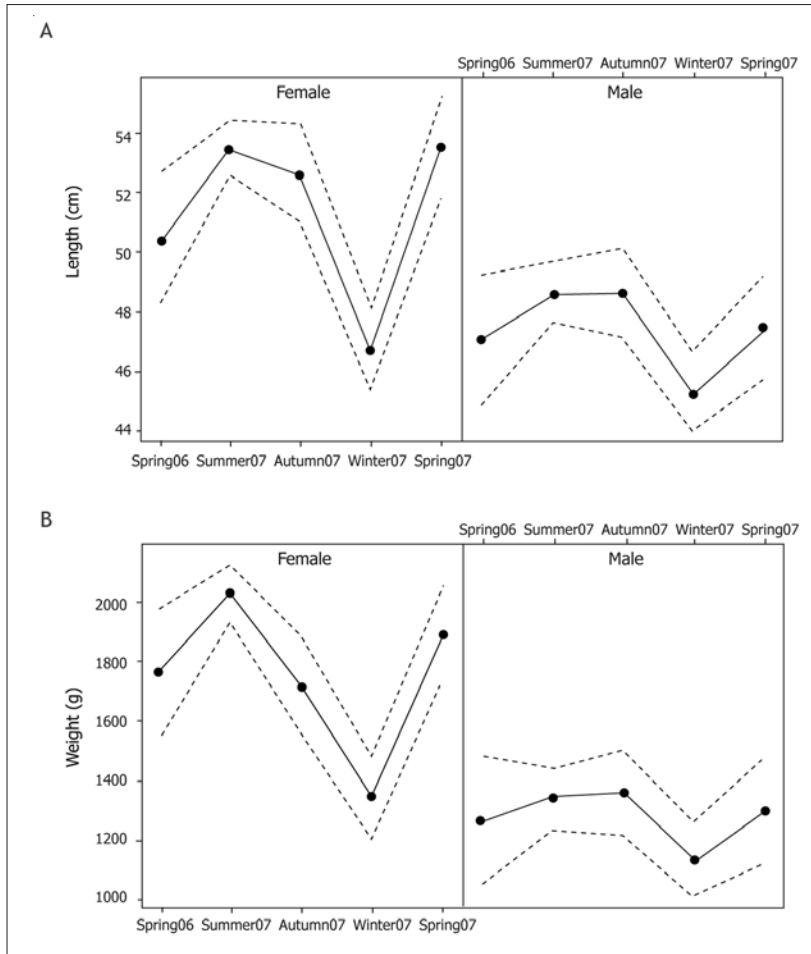 A
Spring06 Summer07 Autumn07 Winter07 Spring07
Female Male
54
52
50
48
46
44
Length (cm)
Spring06 Summer07 Autumn07 Winter07 Spring07
B
Spring06 Summer07 Autumn07 Winter07 Spring07
Female Male
2000
1800
1600
1400
1200
1000
Weight (g)
Spring06 Summer07 Autumn07 Winter07 Spring07